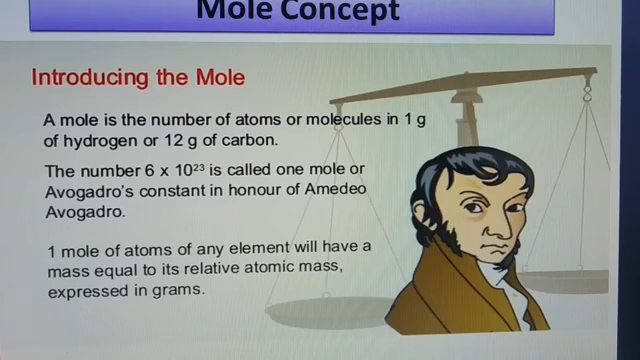 Mole Concept
Introducing the Mole
A mole is the number of atoms or molecules in 1 g
of hydrogen or 12 g of carbon.
The number 6 x 10²³ is called one mole or
Avogadro's constant in honour of Amedeo
Avogadro.
1 mole of atoms of any element will have a
mass equal to its relative atomic mass,
expressed in grams.